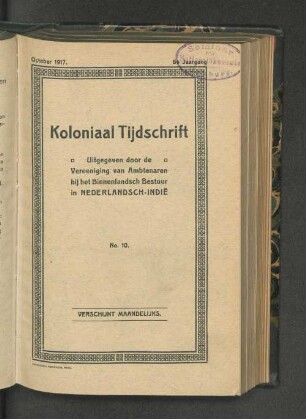 October 1917. 6e Jaargang
Koloniaal Tijdschrift
Uitgegeven door de
Vereeniging van Ambtenaren
bij het Binnenlandsch Bestuur
in NEDERLANDSCH-INDIË
No. 10.
VERSCHIJNT MAANDELIJKS.